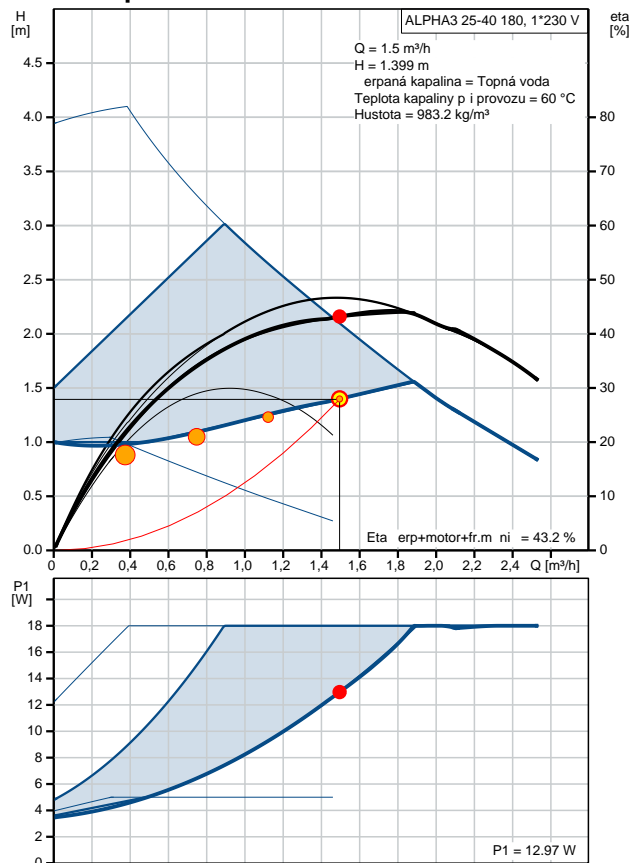 H
[m]
ALPHA3 25-40 180, 1*230 V
eta
[%]
Q = 1.5 m³/h
H = 1.399 m
erpaná kapalina = Topná voda
Teplota kapaliny p i provozu = 60 °C
Hustota = 983.2 kg/m³
4.5
4.0
3.5
3.0
2.5
2.0
1.5
1.0
0.5
0.0
80
70
60
50
40
30
20
10
0
Eta erp+motor+fr.m ni = 43.2 %
0 0,2 0,4 0,6 0,8 1,0 1,2 1,4 1,6 1,8 2,0 2,2 2,4 Q [m³/h]
P1
[W]
18
16
14
12
10
8
6
4
2
0
P1 = 12.97 W